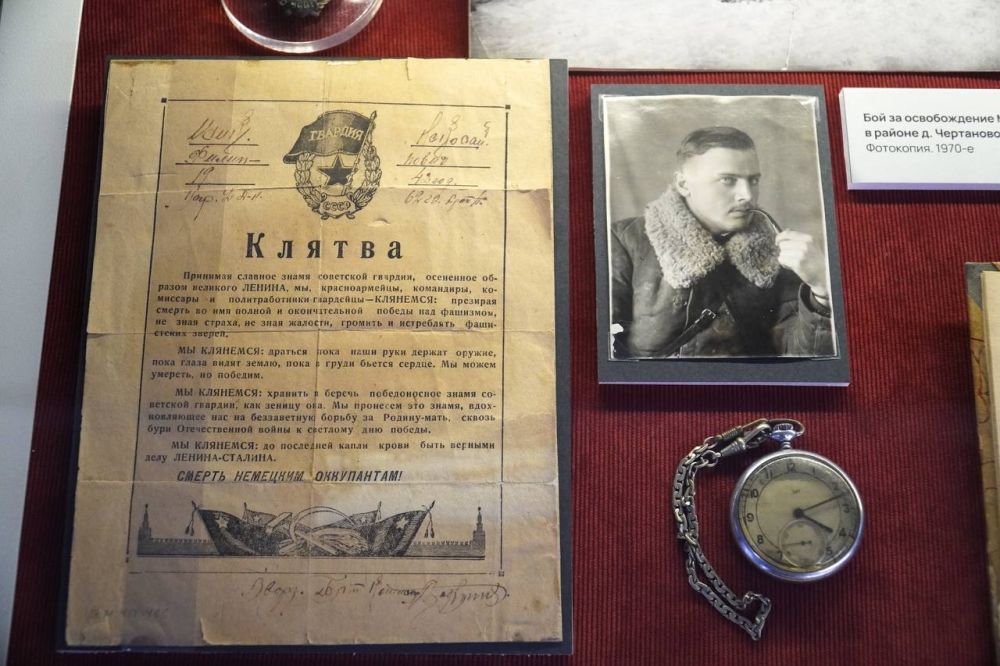 ГВАРДИЯ
СССР
Клятва
Принимая славное знамя советской гвардии, осененное об-
разом великого ЛЕНИНА, мы, красноармейцы, командиры, ко-
миссары и политработники гвардейцы—КЛЯНЕМСЯ: презирая
смерть во имя полной и окончательной победы над фашизмом,
не зная страха, не зная жалости, громить и истреблять фаши-
стских зверей.
МЫ КЛЯНЕМСЯ: драться пока наши руки держат оружие,
пока глаза видят землю, пока в груди бьется сердце. Мы можем
умереть, но победим.
МЫ КЛЯНЕМСЯ: хранить и беречь победоносное знамя со-
ветской гвардии, как зеницу ока. Мы пронесем это знамя, вдох-
новляющее нас на беззаветную борьбу за Родину-мать, сквозь
бури Отечественной войны к светлому дню победы.
МЫ КЛЯНЕМСЯ: до последней капли крови быть верными
делу ЛЕНИНА-СТАЛИНА.
СМЕРТЬ НЕМЕЦКИМ ОККУПАНТАМ!
Бой за освобождение
в районе д. Чертаново
Фотокопия. 1970-е